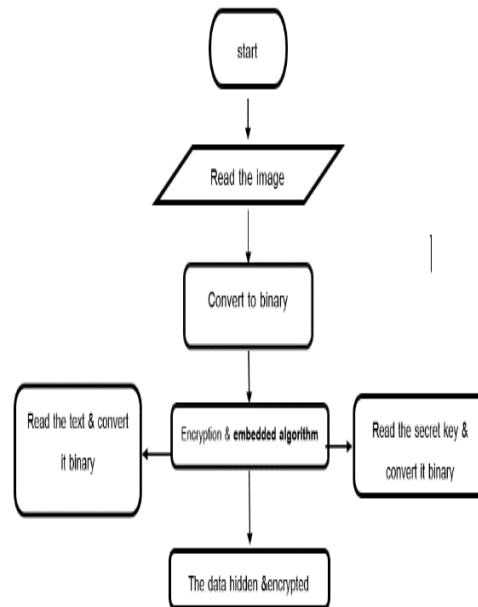 start
Read the image
Convert to binary
Read the text & convert
it binary
Encryption & embedded algorithm
Read the secret key &
convert it binary
The data hidden &encrypted